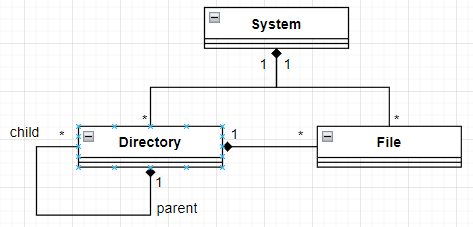 System
1 1
* *
child * Directory 1 * File
1
parent